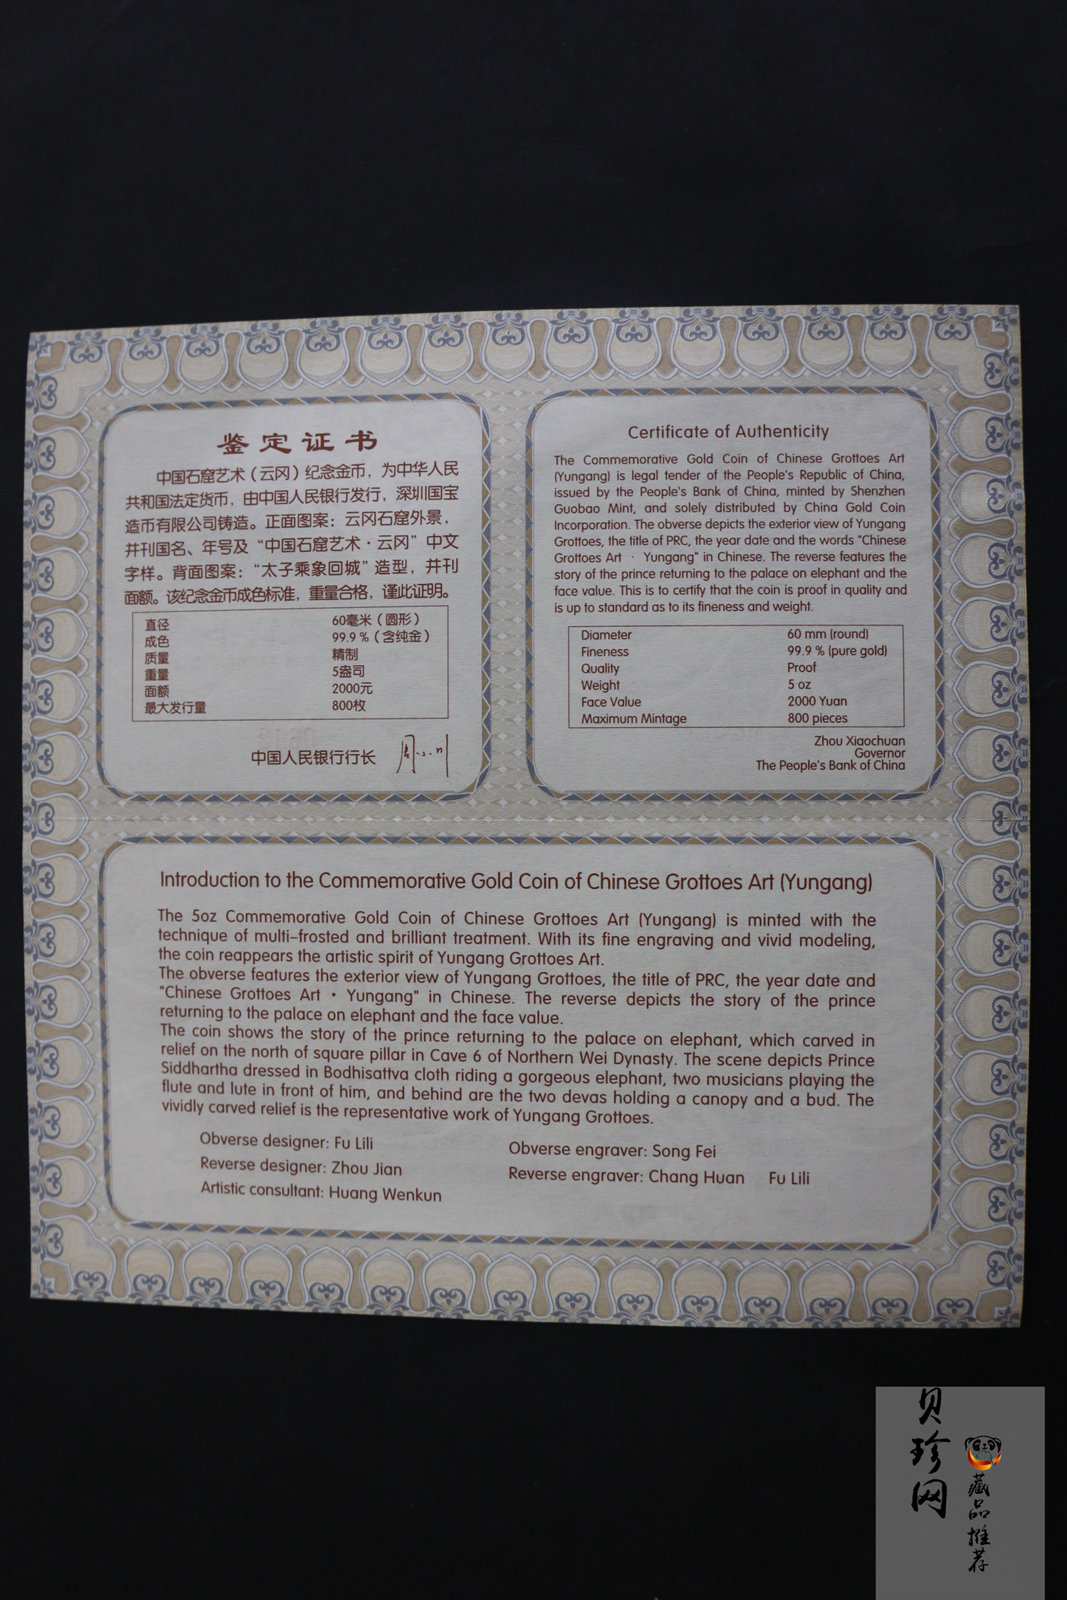 鉴定证书
中国石窟艺术（云冈）纪念金币，为中华人民
共和国法定货币，由中国人民银行发行，深圳国宝
造币有限公司铸造。正面图案：云冈石窟外景，
并刊国名、年号及“中国石窟艺术·云冈”中文
字样。背面图案：“太子乘象回城”造型，并刊
面额。该纪念金币成色标准，重量合格，谨此证明。
直径 60毫米（圆形）
成色 99.9％（含纯金）
质量 精制
重量 5盎司
面额 2000元
最大发行量 800枚
中国人民银行行长 周小川
Certificate of Authenticity
The Commemorative Gold Coin of Chinese Grottoes Art
(Yungang) is legal tender of the People's Republic of China,
issued by the People's Bank of China, minted by Shenzhen
Guobao Mint, and solely distributed by China Gold Coin
Incorporation. The obverse depicts the exterior view of Yungang
Grottoes, the title of PRC, the year date and the words "Chinese
Grottoes Art · Yungang" in Chinese. The reverse features the
story of the prince returning to the palace on elephant and the
face value. This is to certify that the coin is proof in quality and
is up to standard as to its fineness and weight.
Diameter 60 mm (round)
Fineness 99.9 % (pure gold)
Quality Proof
Weight 5 oz
Face Value 2000 Yuan
Maximum Mintage 800 pieces
Zhou Xiaochuan
Governor
The People's Bank of China
Introduction to the Commemorative Gold Coin of Chinese Grottoes Art (Yungang)
The 5oz Commemorative Gold Coin of Chinese Grottoes Art (Yungang) is minted with the
technique of multi-frosted and brilliant treatment. With its fine engraving and vivid modeling,
the coin reappears the artistic spirit of Yungang Grottoes Art.
The obverse features the exterior view of Yungang Grottoes, the title of PRC, the year date and
"Chinese Grottoes Art · Yungang" in Chinese. The reverse depicts the story of the prince
returning to the palace on elephant and the face value.
The coin shows the story of the prince returning to the palace on elephant, which carved in
relief on the north of square pillar in Cave 6 of Northern Wei Dynasty. The scene depicts Prince
Siddhartha dressed in Bodhisattva cloth riding a gorgeous elephant, two musicians playing the
flute and lute in front of him, and behind are the two devas holding a canopy and a bud. The
vividly carved relief is the representative work of Yungang Grottoes.
Obverse designer: Fu Lili
Reverse designer: Zhou Jian
Artistic consultant: Huang Wenkun
Obverse engraver: Song Fei
Reverse engraver: Chang Huan Fu Lili
贝珍网
藏品推荐